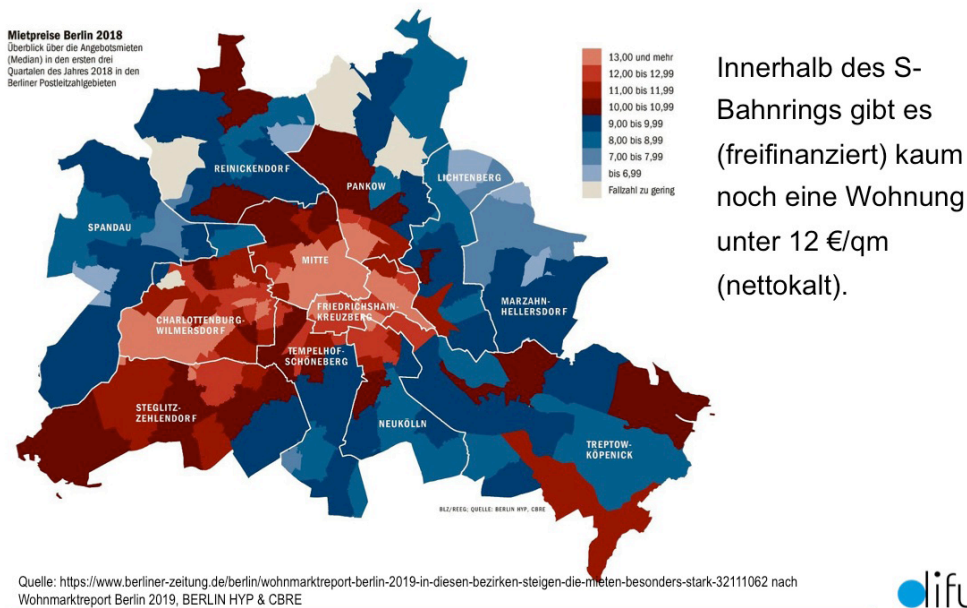 Mietpreise Berlin 2018
Überblick über die Angebotsmieten
(Median) in den ersten drei
Quartalen des Jahres 2018 in den
Berliner Postleitzahlgebieten
13,00 und mehr
12,00 bis 12,99
11,00 bis 11,99
10,00 bis 10,99
9,00 bis 9,99
8,00 bis 8,99
7,00 bis 7,99
bis 6,99
Fallzahl zu gering
Innerhalb des S-
Bahnrings gibt es
(freifinanziert) kaum
noch eine Wohnung
unter 12 €/qm
(nettokalt).
REINICKENDORF
PANKOW
LICHTENBERG
SPANDAU
MITTE
MARZAHN-
HELLERSDORF
FRIEDRICHSHAIN-
KREUZBERG
CHARLOTTENBURG-
WILMERSDORF
TEMPELHOF-
SCHÖNEBERG
STEGLITZ-
ZEHLENDORF
NEUKÖLLN
TREPTOW-
KÖPENICK
BLZ/REEG; QUELLE: BERLIN HYP, CBRE
Quelle: https://www.berliner-zeitung.de/berlin/wohnmarktreport-berlin-2019-in-diesen-bezirken-steigen-die-mieten-besonders-stark-32111062 nach
Wohnmarktreport Berlin 2019, BERLIN HYP & CBRE
difu